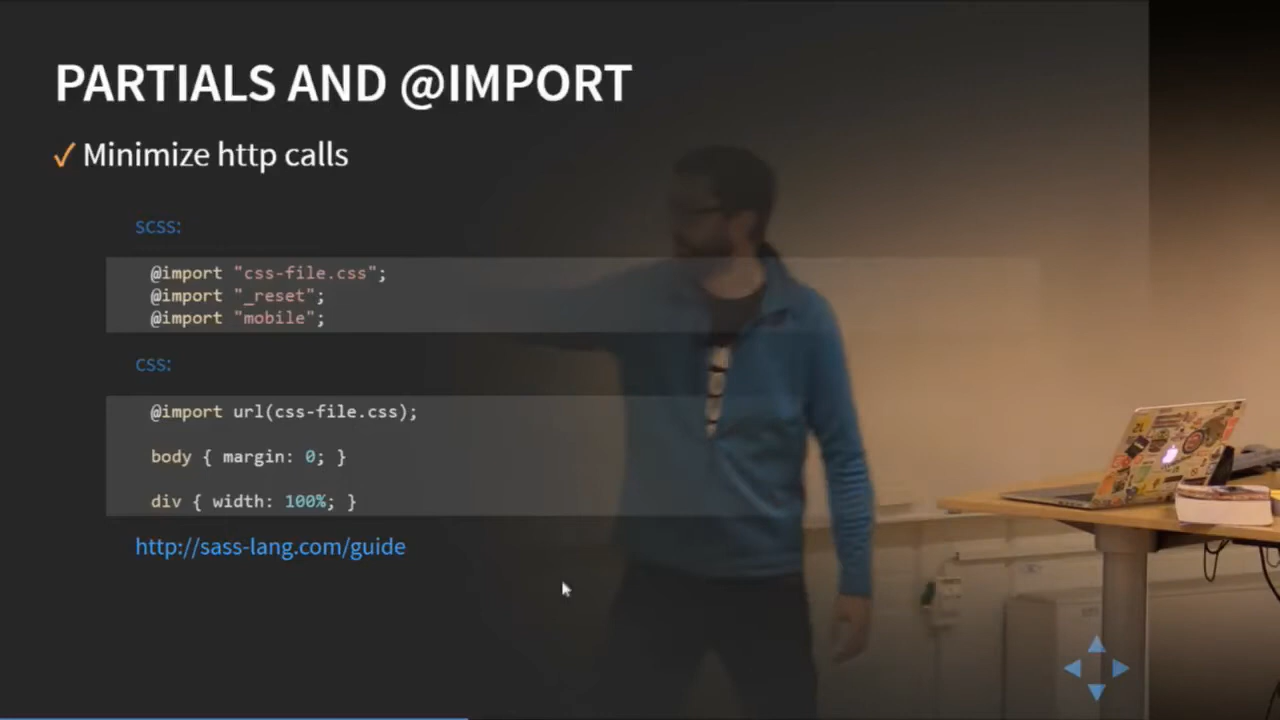 PARTIALS AND @IMPORT
✓ Minimize http calls
scss:
@import "css-file.css";
@import "_reset";
@import "mobile";
css:
@import url(css-file.css);
body { margin: 0; }
div { width: 100%; }
http://sass-lang.com/guide